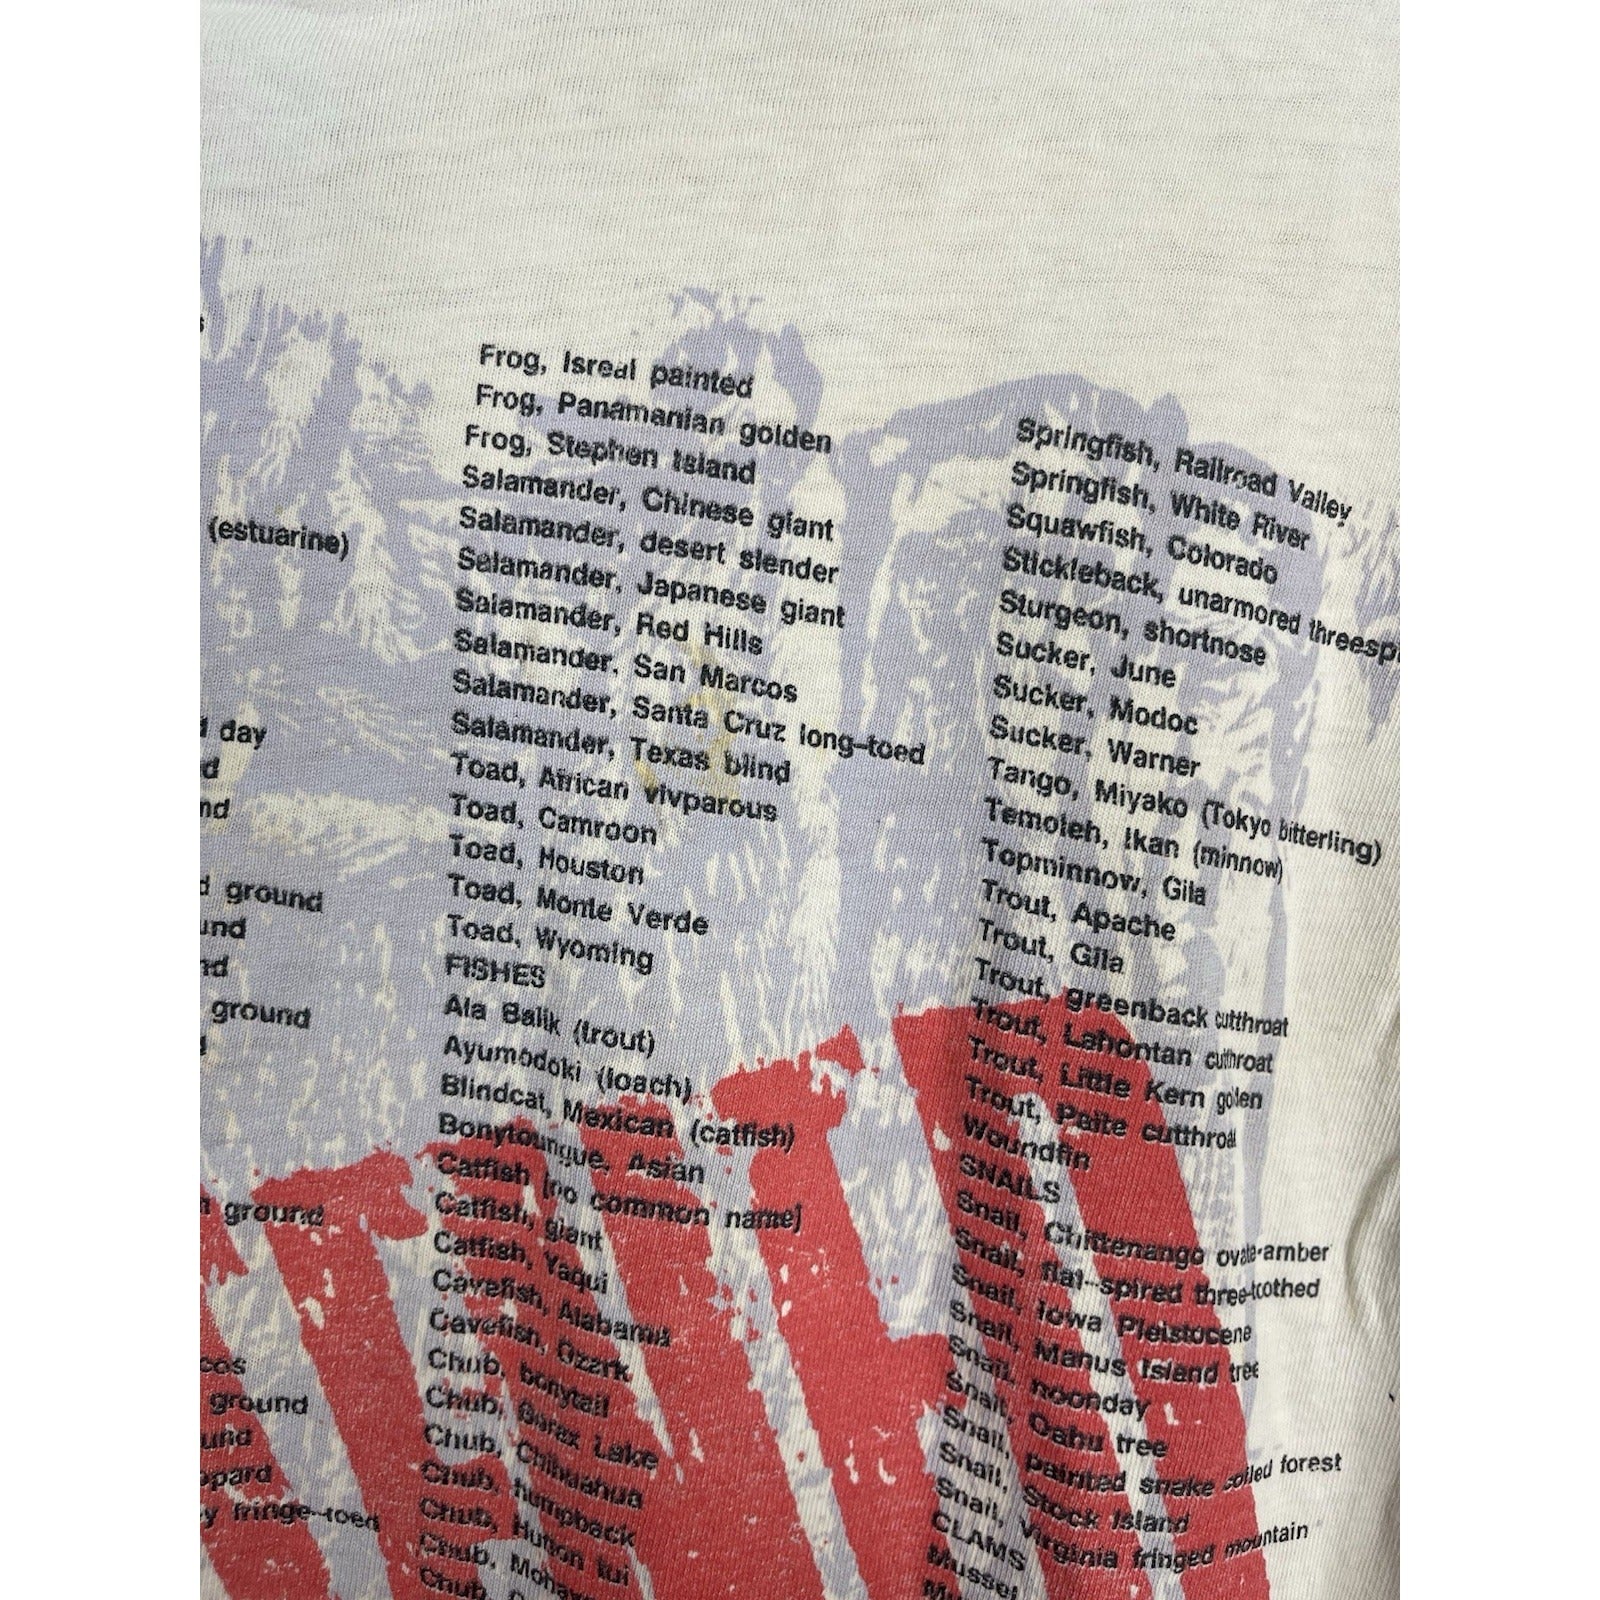 (estuarine)
day
ground
ground
ground
ground
fringe-toed
Frog, Isreal painted
Frog, Panamanian golden
Frog, Stephen Island
Salamander, Chinese giant
Salamander, desert slender
Salamander, Japanese giant
Salamander, Red Hills
Salamander, San Marcos
Salamander, Santa Cruz long-toed
Salamander, Texas blind
Toad, African vivparous
Toad, Camroon
Toad, Houston
Toad, Monte Verde
Toad, Wyoming
FISHES
Ala Balik (trout)
Ayumodoki (loach)
Blindcat, Mexican (catfish)
Bonytoungue, Asian
Catfish (no common name)
Catfish, giant
Catfish, Yaqui
Cavefish, Alabama
Cavefish, Ozark
Chub, bonytail
Chub, Borax Lake
Chub, Chihuahua
Chub, humpback
Chub, Hutton tui
Chub,
Chub,
Springfish, Railroad Valley
Springfish, White River
Squawfish, Colorado
Stickleback, unarmored
Sturgeon, shortnose
Sucker, June
Sucker, Modoc
Sucker, Warner
Tango, Miyako (Tokyo bitterling)
Temoleh, Ikan (minnow)
Topminnow, Gila
Trout, Apache
Trout, Gila
Trout, greenback cutthroat
Trout, Lahontan cutthroat
Trout, Little Kern golden
Trout, Paite cutthroat
Woundfin
SNAILS
Snail, Chittenango ovate-amber
Snail, flat-spired three-toothed
Snail, Iowa Pleistocene
Snail, Manus Island tree
Snail, noonday
Snail, Oahu tree
Snail, painted snake coiled forest
Snail, Stock Island
Snail, Virginia fringed mountain
CLAMS
Mussel